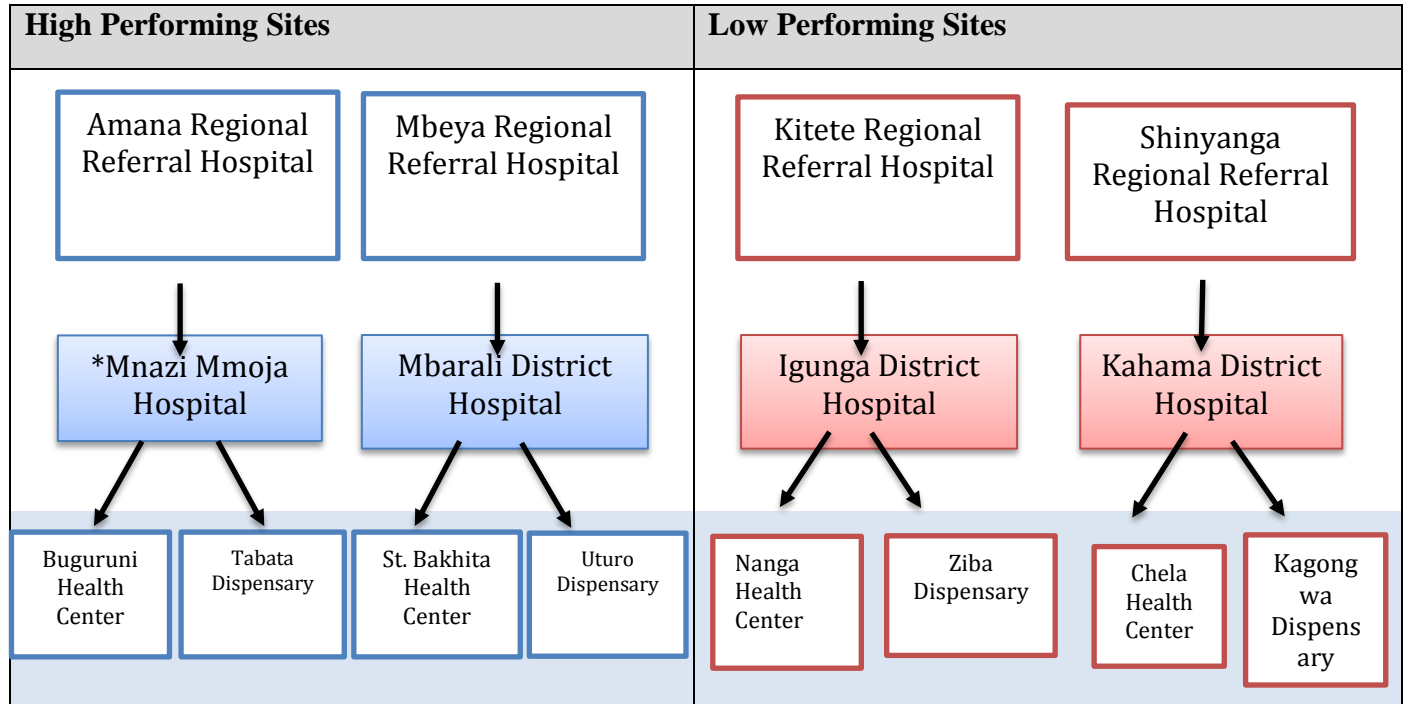 High Performing Sites
Low Performing Sites
Amana Regional
Referral Hospital
Mbeya Regional
Referral Hospital
Kitete Regional
Referral Hospital
Shinyanga
Regional Referral
Hospital
*Mnazi Mmoja
Hospital
Mbarali District
Hospital
Igunga District
Hospital
Kahama District
Hospital
Buguruni
Health
Center
Tabata
Dispensary
St. Bakhita
Health
Center
Uturo
Dispensary
Nanga
Health
Center
Ziba
Dispensary
Chela
Health
Center
Kagong
wa
Dispens
ary